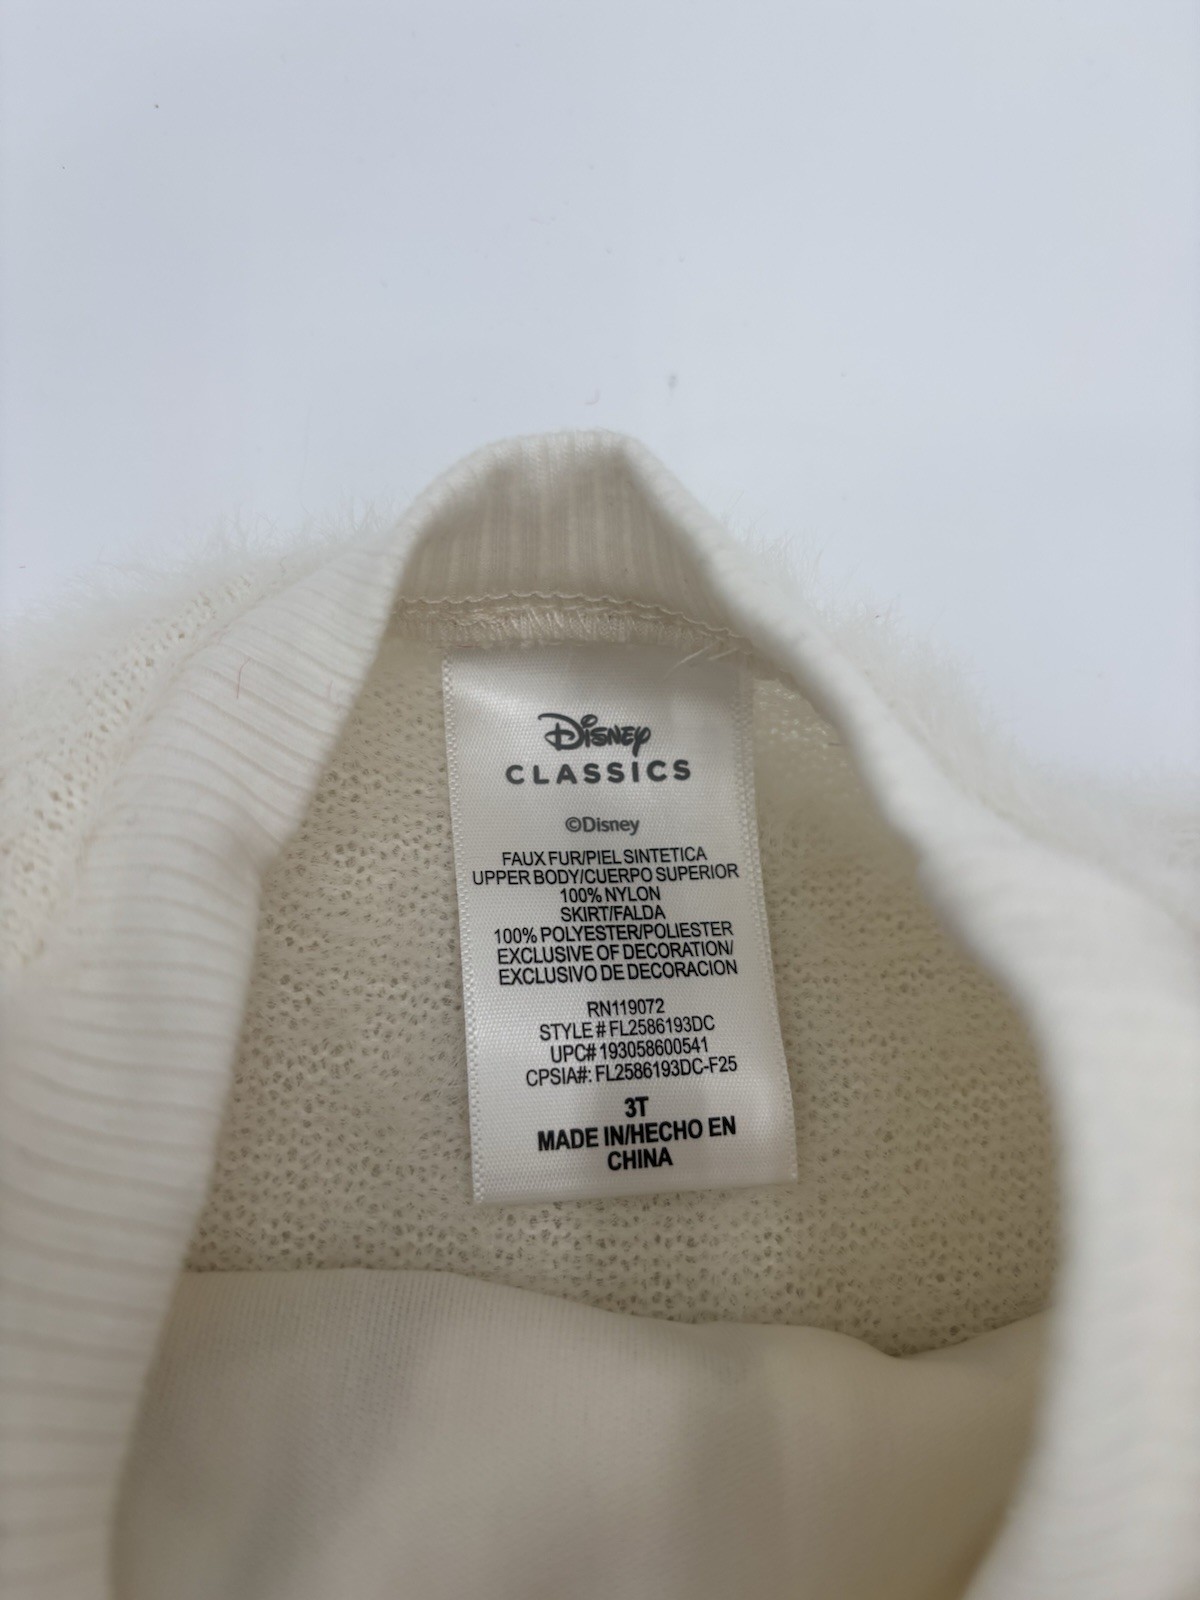 Disney
CLASSICS
©Disney
FAUX FUR/PIEL SINTETICA
UPPER BODY/CUERPO SUPERIOR
100% NYLON
SKIRT/FALDA
100% POLYESTER/POLIESTER
EXCLUSIVE OF DECORATION/
EXCLUSIVO DE DECORACION
RN119072
STYLE # FL2586193DC
UPC# 193058600541
CPSIA#: FL2586193DC-F25
3T
MADE IN/HECHO EN
CHINA